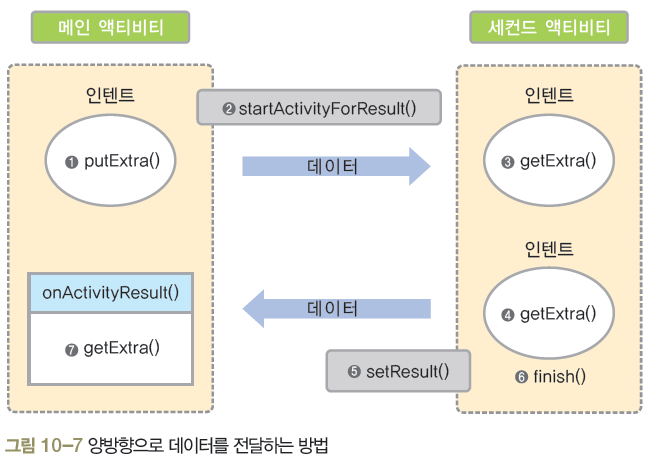 메인 액티비티
세컨드 액티비티
인텐트
❶ putExtra()
❷ startActivityForResult()
데이터
인텐트
❸ getExtra()
인텐트
❹ getExtra()
데이터
❺ setResult()
❻ finish()
onActivityResult()
❼ getExtra()
그림 10-7 양방향으로 데이터를 전달하는 방법